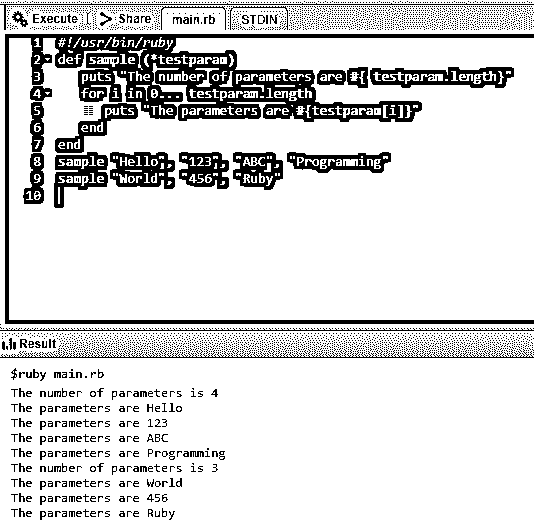 Execute Share main.rb STDIN
1 #!/usr/bin/ruby
2 def sample (*testparam)
3 puts "The number of parameters are #{ testparam.length}"
4 for i in 0... testparam.length
5 puts "The parameters are #{testparam[i]}"
6 end
7 end
8 sample "Hello", "123", "ABC", "Programming"
9 sample "World", "456", "Ruby"
10
Result
$ruby main.rb
The number of parameters is 4
The parameters are Hello
The parameters are 123
The parameters are ABC
The parameters are Programming
The number of parameters is 3
The parameters are World
The parameters are 456
The parameters are Ruby